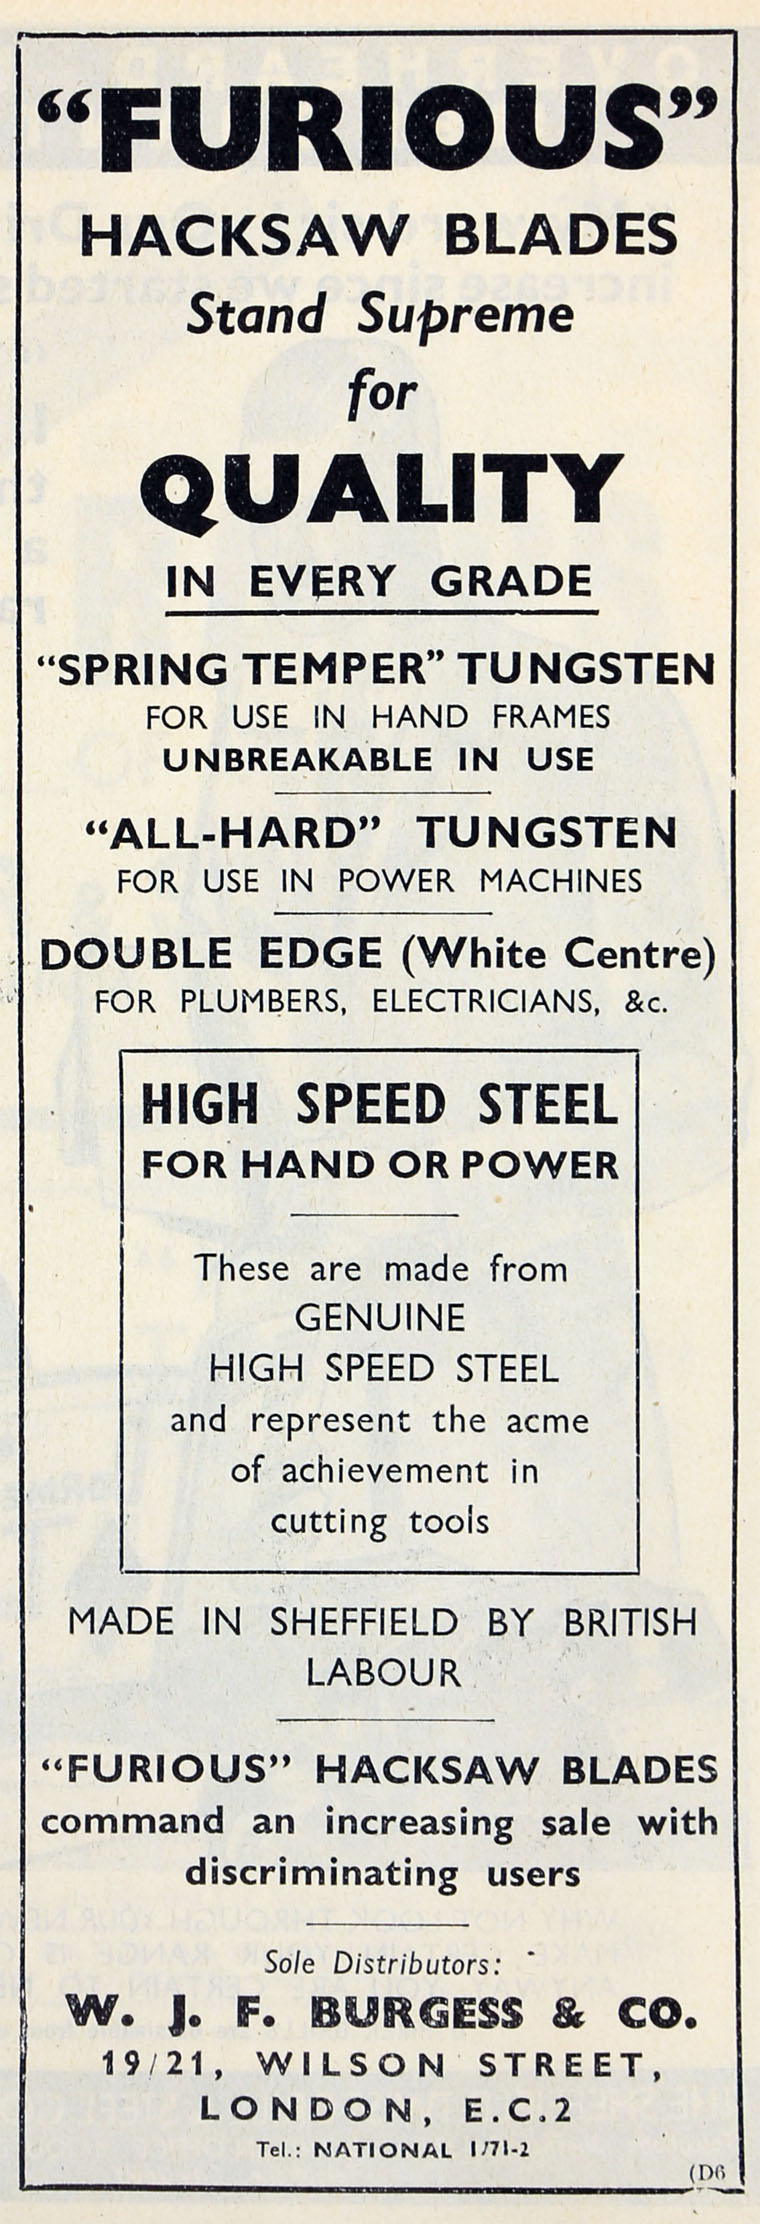 “FURIOUS”
HACKSAW BLADES
Stand Supreme
for
QUALITY
IN EVERY GRADE
“SPRING TEMPER” TUNGSTEN
FOR USE IN HAND FRAMES
UNBREAKABLE IN USE
“ALL-HARD” TUNGSTEN
FOR USE IN POWER MACHINES
DOUBLE EDGE (White Centre)
FOR PLUMBERS, ELECTRICIANS, &c.
HIGH SPEED STEEL
FOR HAND OR POWER
These are made from
GENUINE
HIGH SPEED STEEL
and represent the acme
of achievement in
cutting tools
MADE IN SHEFFIELD BY BRITISH
LABOUR
“FURIOUS” HACKSAW BLADES
command an increasing sale with
discriminating users
Sole Distributors:
W. J. F. BURGESS & CO.
19/21, WILSON STREET,
LONDON, E.C.2
Tel.: NATIONAL
(D6